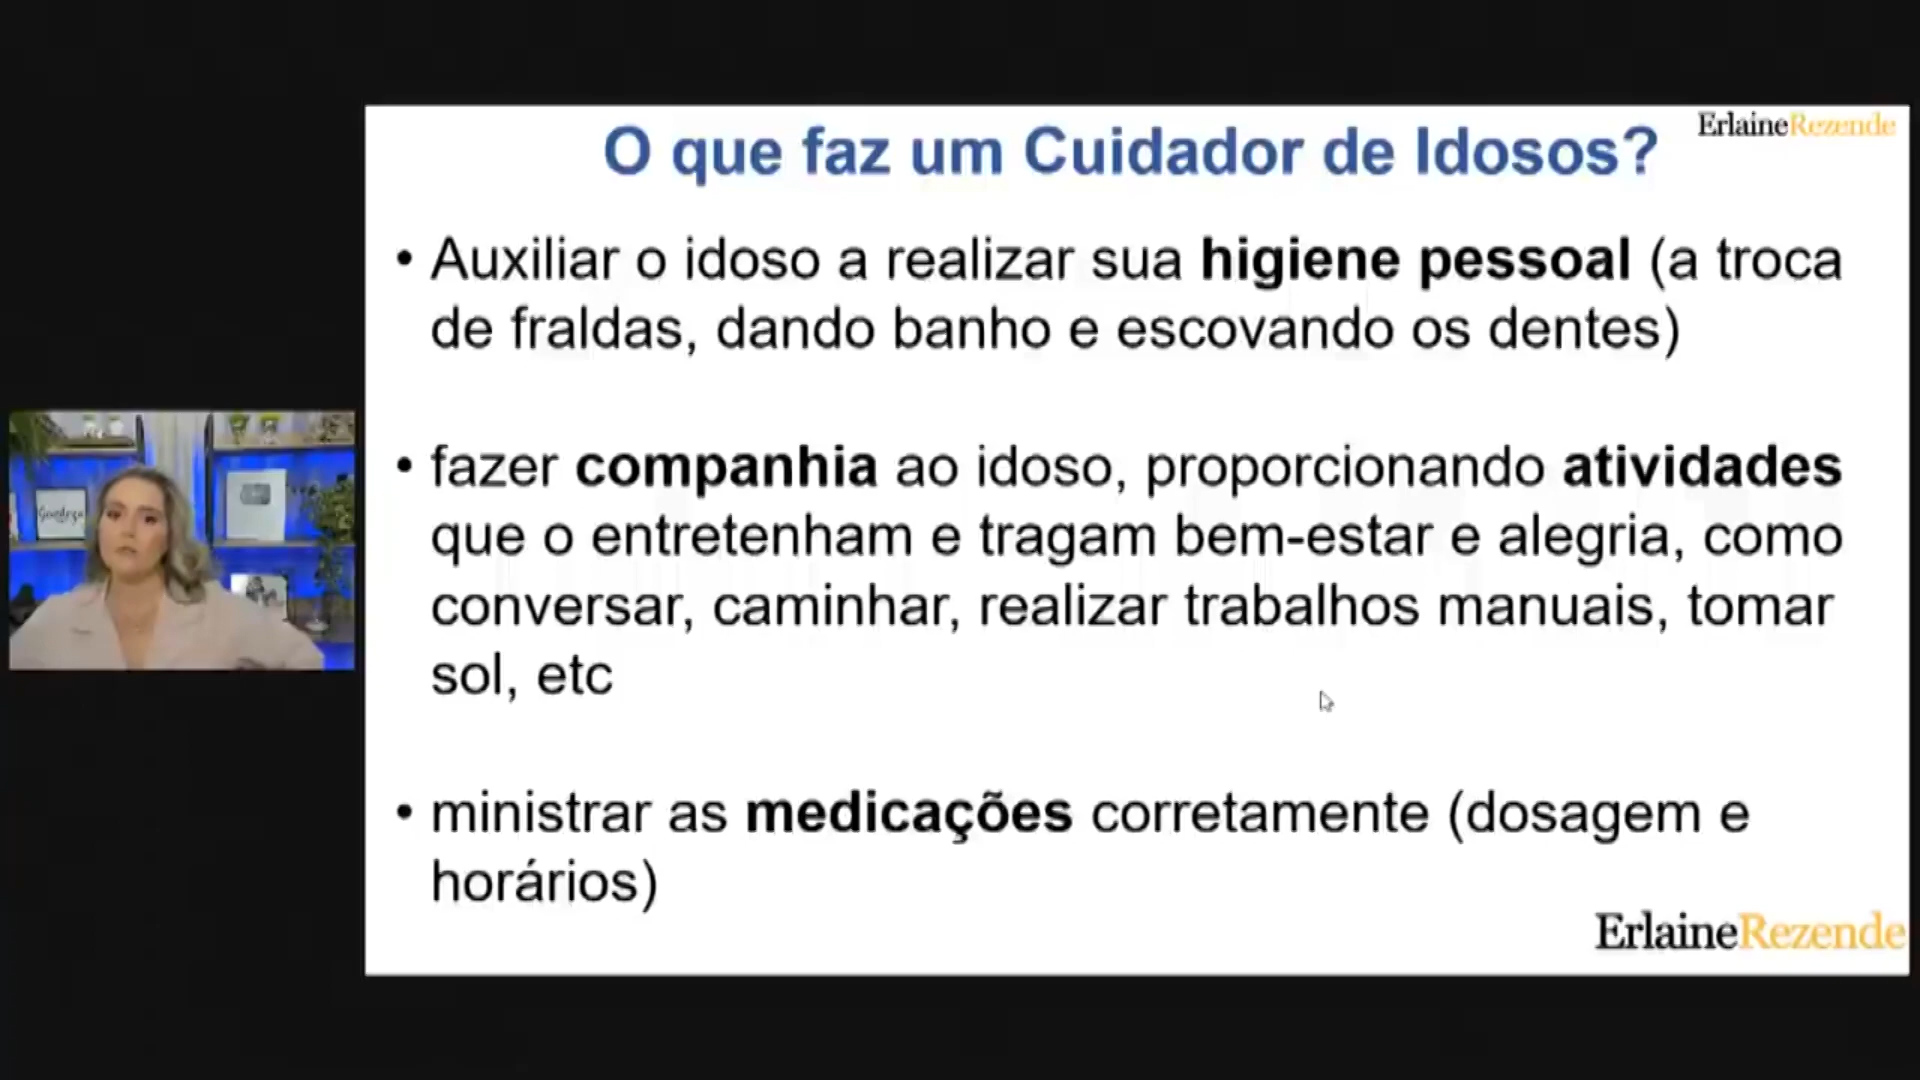 ErlaineRezende
O que faz um Cuidador de Idosos?
• Auxiliar o idoso a realizar sua higiene pessoal (a troca
de fraldas, dando banho e escovando os dentes)
• fazer companhia ao idoso, proporcionando atividades
que o entretenham e tragam bem-estar e alegria, como
conversar, caminhar, realizar trabalhos manuais, tomar
sol, etc
• ministrar as medicações corretamente (dosagem e
horários)
ErlaineRezende